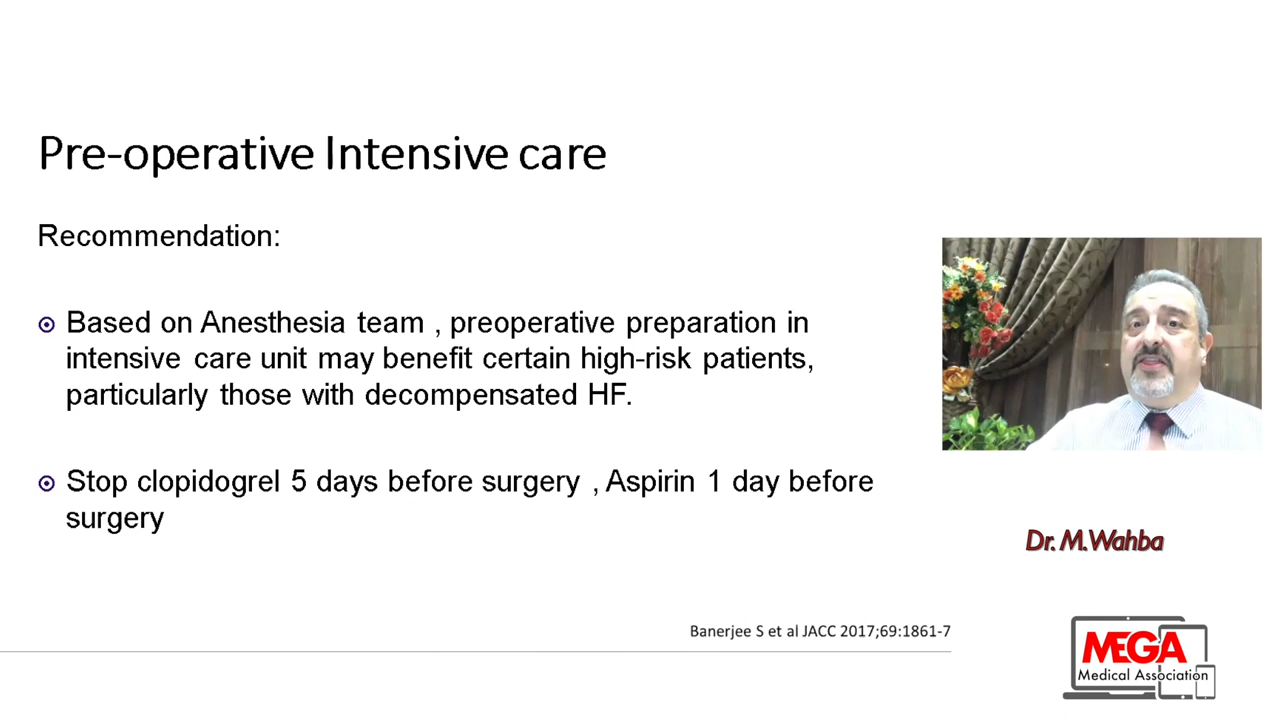 Pre-operative Intensive care
Recommendation:
Based on Anesthesia team , preoperative preparation in
intensive care unit may benefit certain high-risk patients,
particularly those with decompensated HF.
Stop clopidogrel 5 days before surgery , Aspirin 1 day before
surgery
Dr. M.Wahba
Banerjee S et al JACC 2017;69:1861-7
MEGA
Medical Association